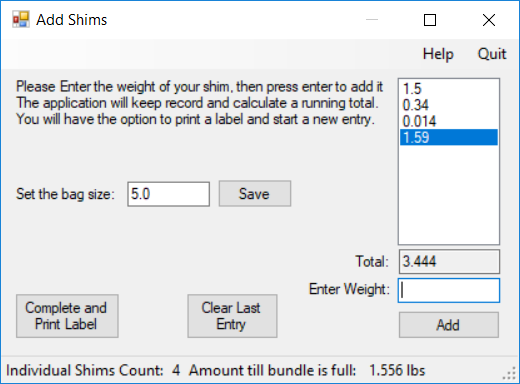 Add Shims
Help Quit
Please Enter the weight of your shim, then press enter to add it
The application will keep record and calculate a running total.
You will have the option to print a label and start a new entry.
1.5
0.34
0.014
1.59
Set the bag size: 5.0 Save
Total: 3.444
Enter Weight:
Complete and
Print Label
Clear Last
Entry
Add
Individual Shims Count: 4 Amount till bundle is full: 1.556 lbs